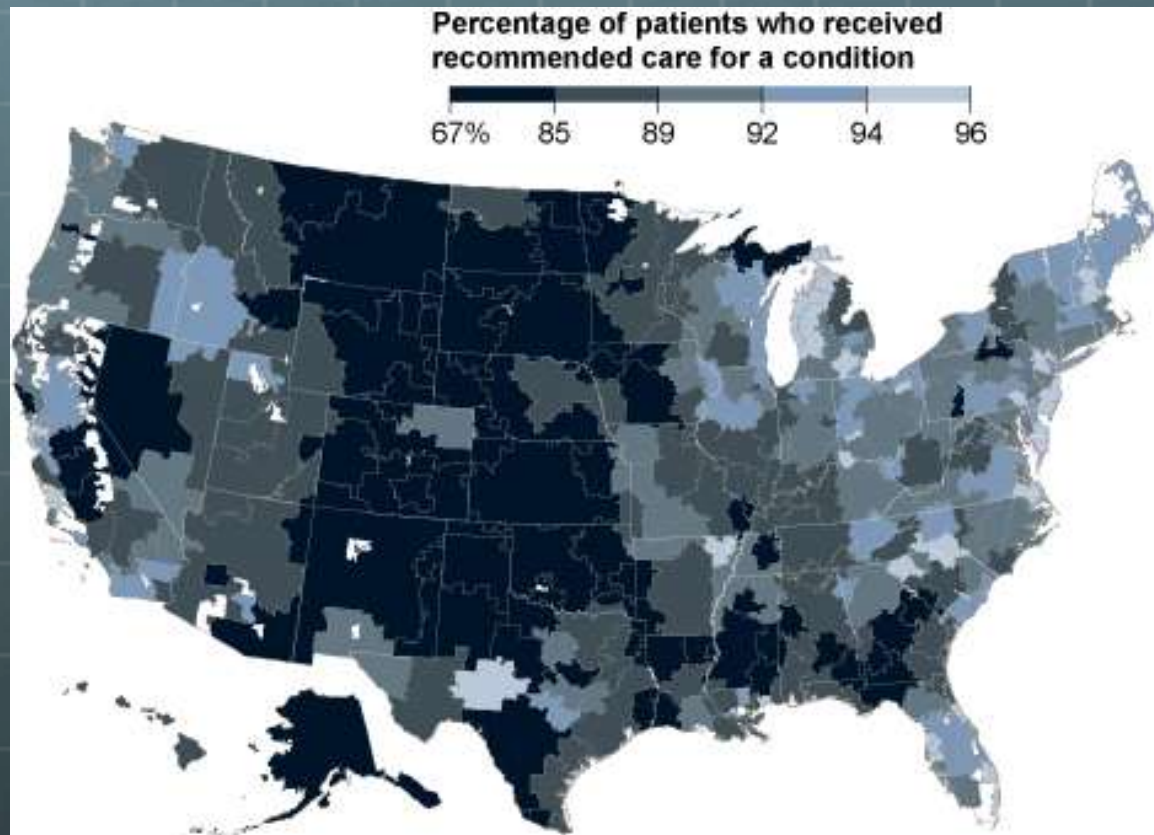 Percentage of patients who received
recommended care for a condition
67% 85 89 92 94 96